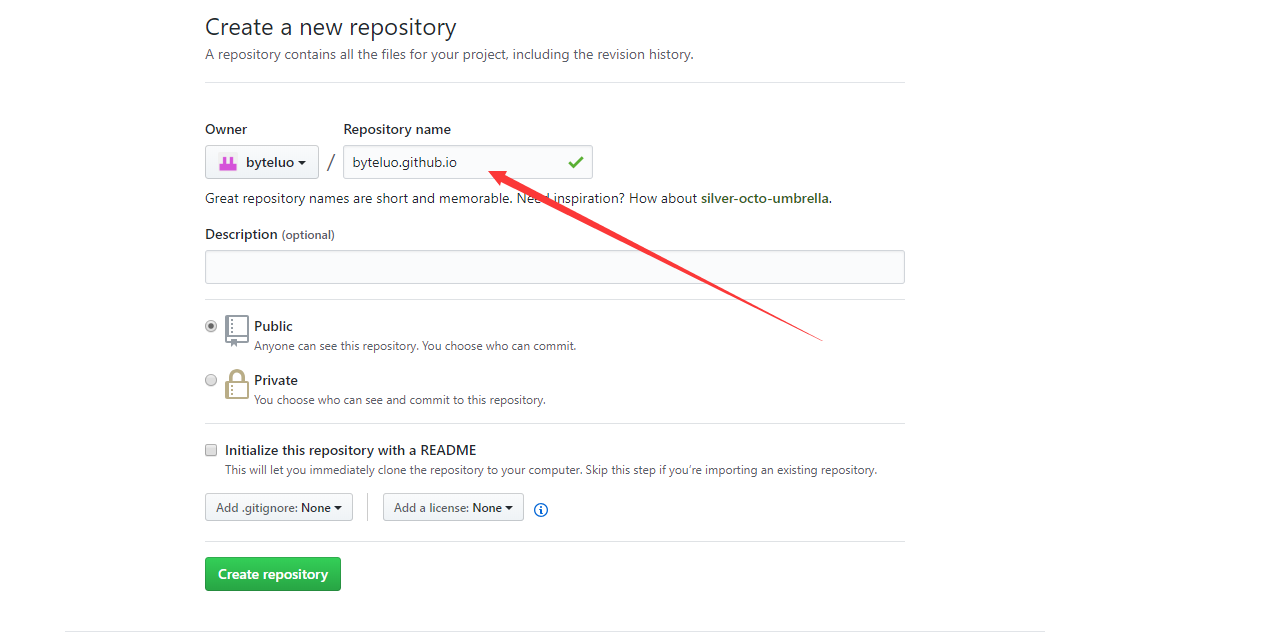 Create a new repository
A repository contains all the files for your project, including the revision history.
Owner
Repository name
byteluo
/
byteluo.github.io
Great repository names are short and memorable. Need inspiration? How about silver-octo-umbrella.
Description (optional)
Public
Anyone can see this repository. You choose who can commit.
Private
You choose who can see and commit to this repository.
Initialize this repository with a README
This will let you immediately clone the repository to your computer. Skip this step if you’re importing an existing repository.
Add .gitignore: None
Add a license: None
Create repository